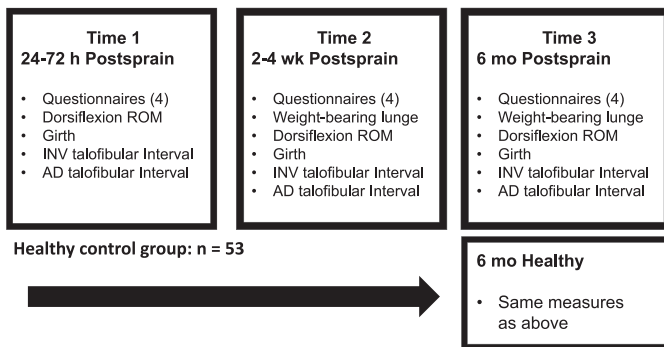 Time 1
24-72 h Postsprain
• Questionnaires (4)
• Dorsiflexion ROM
• Girth
• INV talofibular Interval
• AD talofibular Interval
Time 2
2-4 wk Postsprain
• Questionnaires (4)
• Weight-bearing lunge
• Dorsiflexion ROM
• Girth
• INV talofibular Interval
• AD talofibular Interval
Time 3
6 mo Postsprain
• Questionnaires (4)
• Weight-bearing lunge
• Dorsiflexion ROM
• Girth
• INV talofibular Interval
• AD talofibular Interval
Healthy control group: n = 53
6 mo Healthy
• Same measures
as above